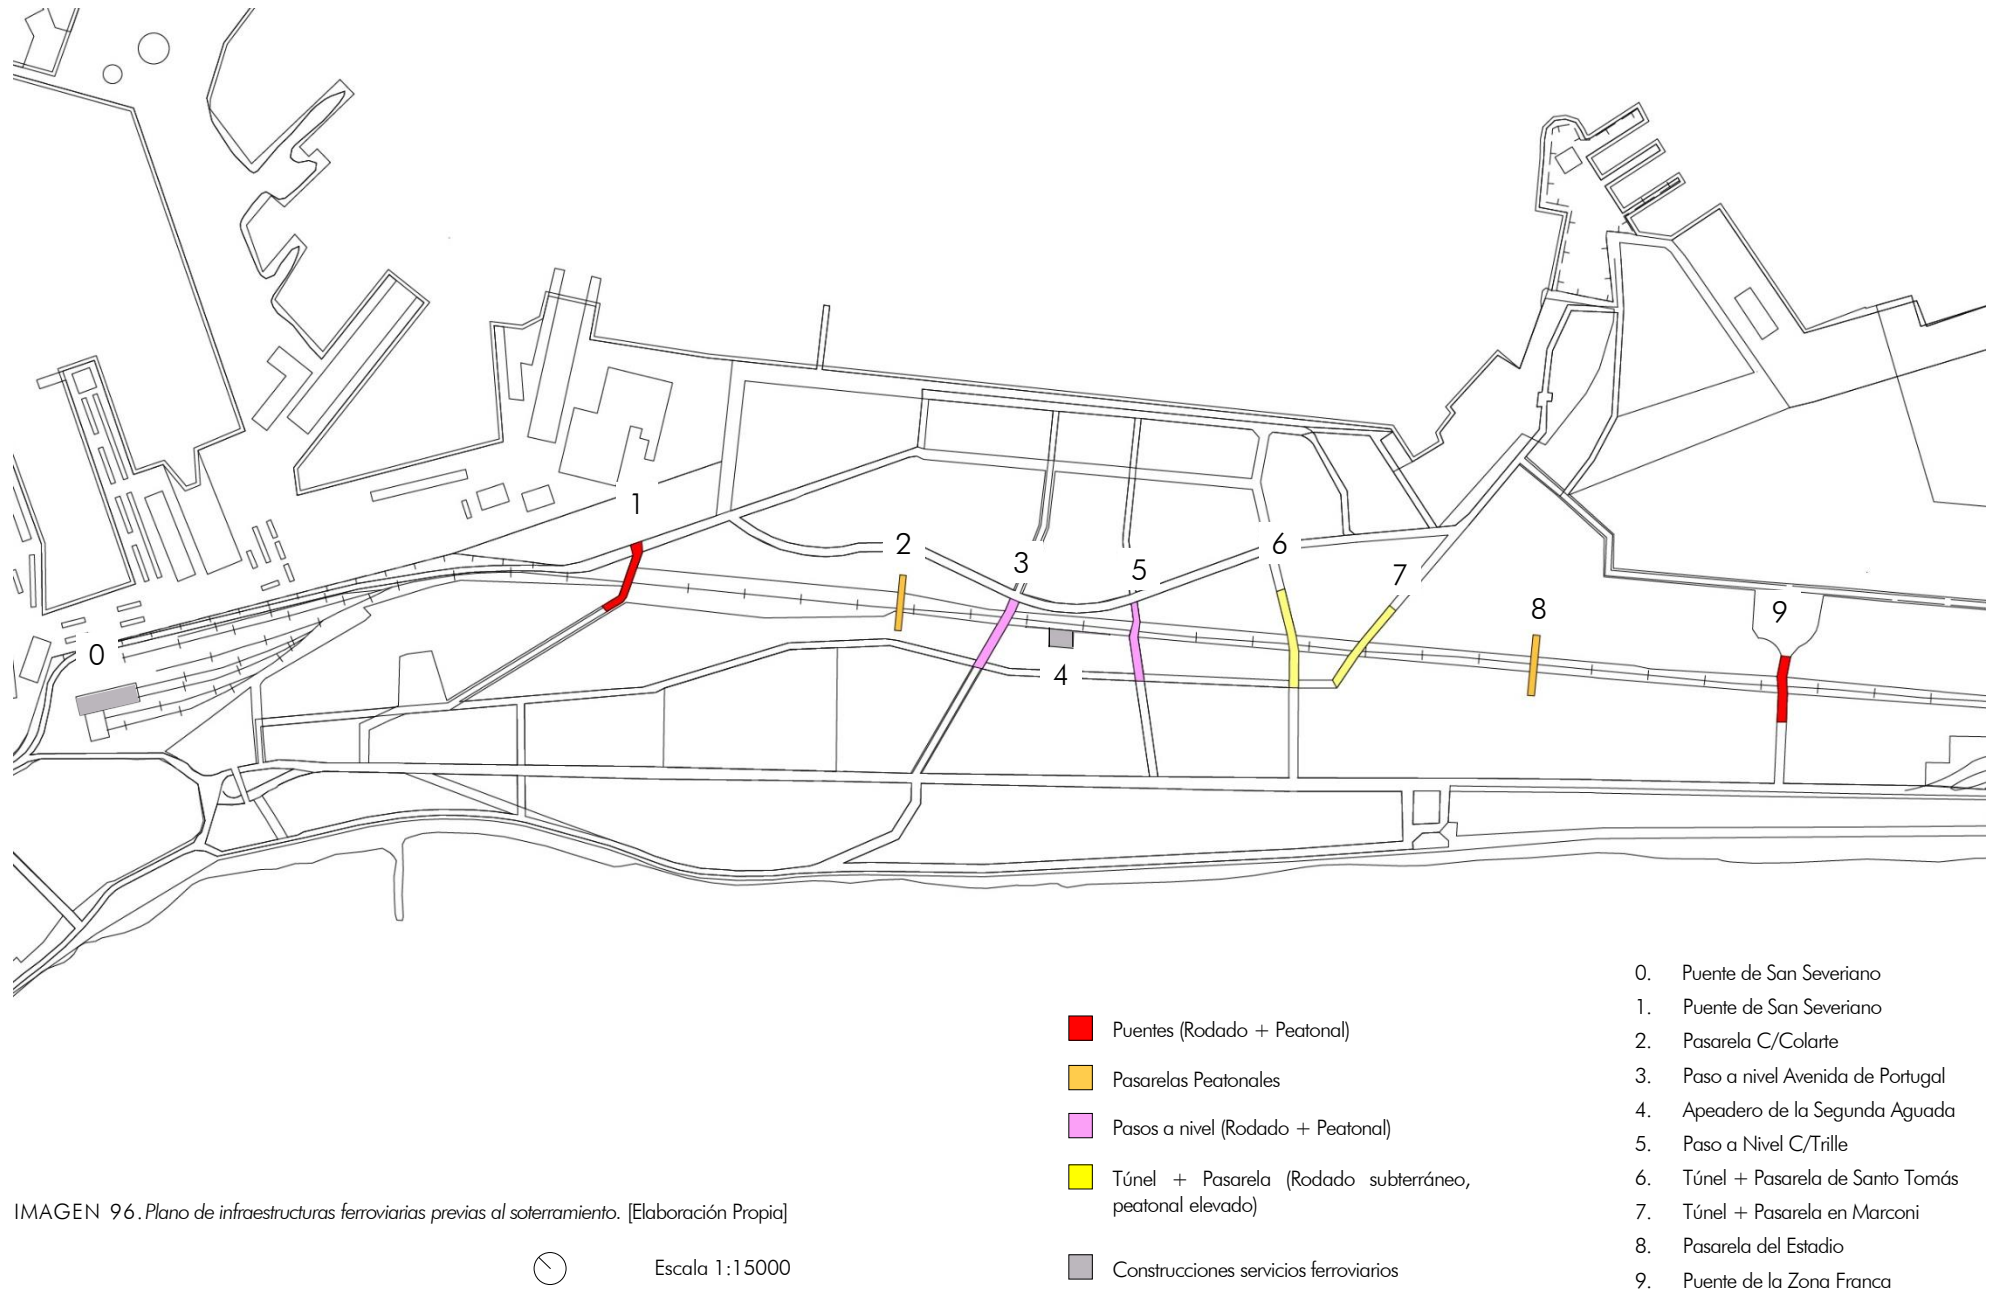 1
2
3
5
6
7
8
9
0
4
0. Puente de San Severiano
1. Puente de San Severiano
2. Pasarela C/Colarte
3. Paso a nivel Avenida de Portugal
4. Apeadero de la Segunda Aguada
5. Paso a Nivel C/Trille
6. Túnel + Pasarela de Santo Tomás
7. Túnel + Pasarela en Marconi
8. Pasarela del Estadio
9. Puente de la Zona Franca
Puentes (Rodado + Peatonal)
Pasarelas Peatonales
Pasos a nivel (Rodado + Peatonal)
Túnel + Pasarela (Rodado subterráneo,
peatonal elevado)
Construcciones servicios ferroviarios
IMAGEN 96. Plano de infraestructuras ferroviarias previas al soterramiento. [Elaboración Propia]
Escala 1:15000